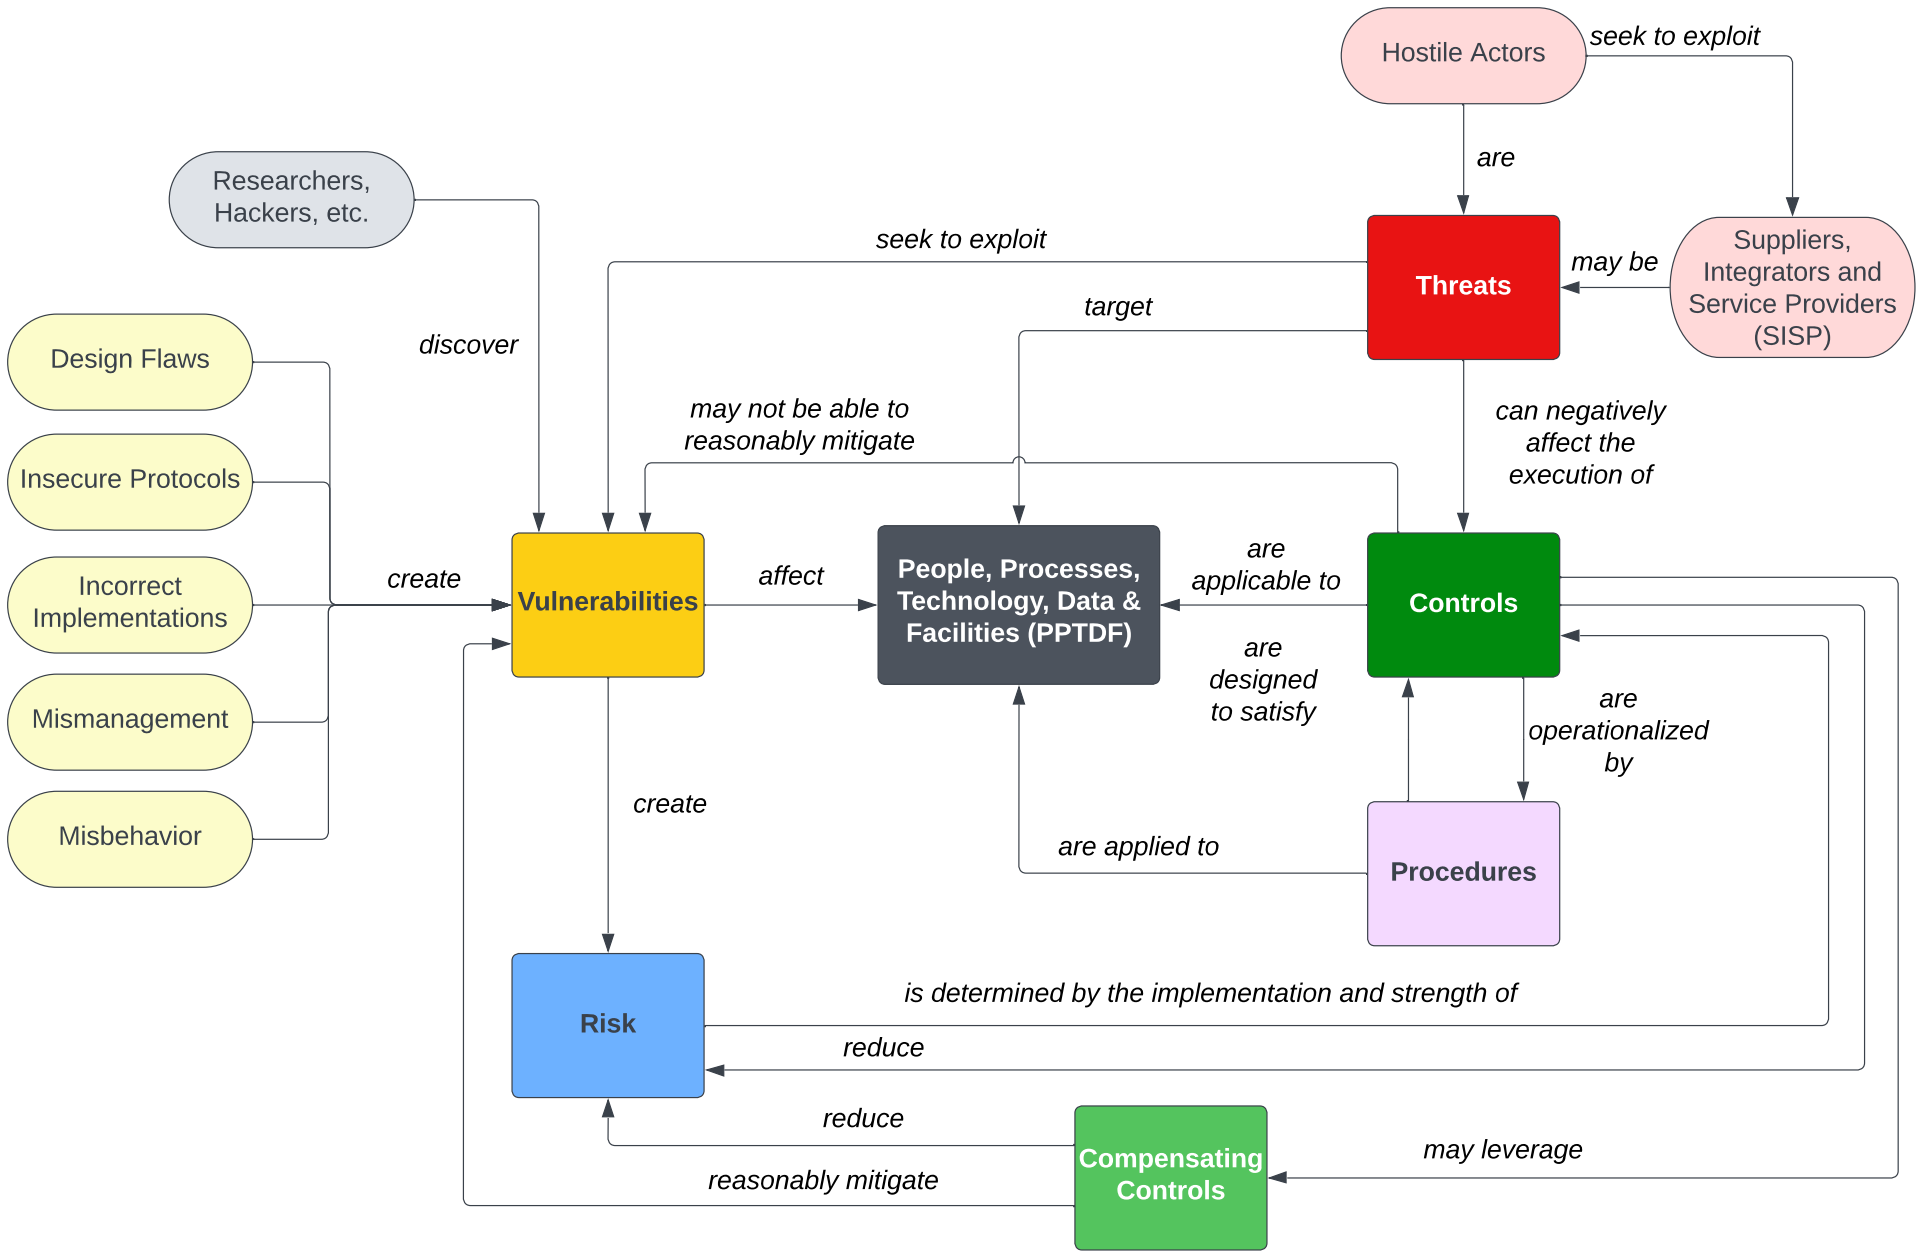 Hostile Actors
seek to exploit
are
Researchers,
Hackers, etc.
seek to exploit
Threats
may be
Suppliers,
Integrators and
Service Providers
(SISP)
target
discover
Design Flaws
may not be able to
reasonably mitigate
can negatively
affect the
execution of
Insecure Protocols
Incorrect
Implementations
create
Vulnerabilities
affect
People, Processes,
Technology, Data &
Facilities (PPTDF)
are
applicable to
Controls
are
designed
to satisfy
are
operationalized
by
Mismanagement
Misbehavior
create
are applied to
Procedures
Risk
is determined by the implementation and strength of
reduce
reduce
Compensating
Controls
may leverage
reasonably mitigate